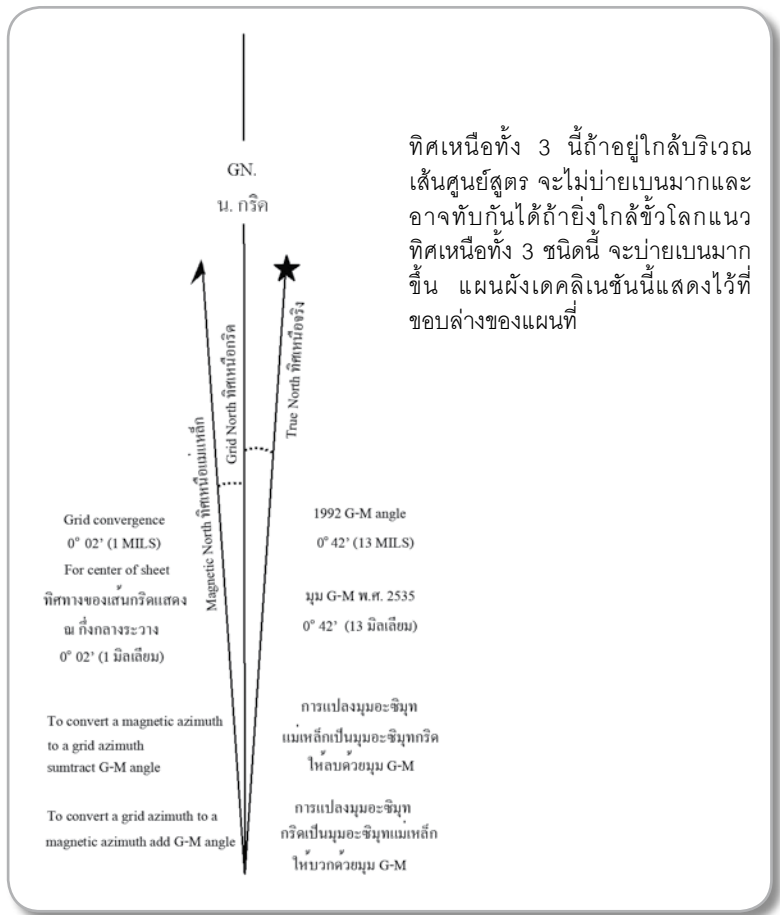 GN.
น. กริด
ทิศเหนือทั้ง 3 นี้ถ้าอยู่ใกล้บริเวณ
เส้นศูนย์สูตร จะไม่บ่ายเบนมากและ
อาจทับกันได้ถ้ายิ่งใกล้ขั้วโลกแนว
ทิศเหนือทั้ง 3 ชนิดนี้ จะบ่ายเบนมาก
ขึ้น แผนผังเดคลิเนชันนี้แสดงไว้ที่
ขอบล่างของแผนที่
Magnetic North ทิศเหนือแม่เหล็ก
Grid North ทิศเหนือกริด
True North ทิศเหนือจริง
Grid convergence
0° 02' (1 MILS)
For center of sheet
ทิศทางของเส้นกริดแสดง
ณ กึ่งกลางระวาง
0° 02' (1 มิลเลียม)
1992 G-M angle
0° 42' (13 MILS)
มุม G-M พ.ศ. 2535
0° 42' (13 มิลเลียม)
To convert a magnetic azimuth
to a grid azimuth
sumtract G-M angle
การแปลงมุมอะซิมุท
แม่เหล็กเป็นมุมอะซิมุทกริด
ให้ลบด้วยมุม G-M
To convert a grid azimuth to a
magnetic azimuth add G-M angle
การแปลงมุมอะซิมุท
กริดเป็นมุมอะซิมุทแม่เหล็ก
ให้บวกด้วยมุม G-M